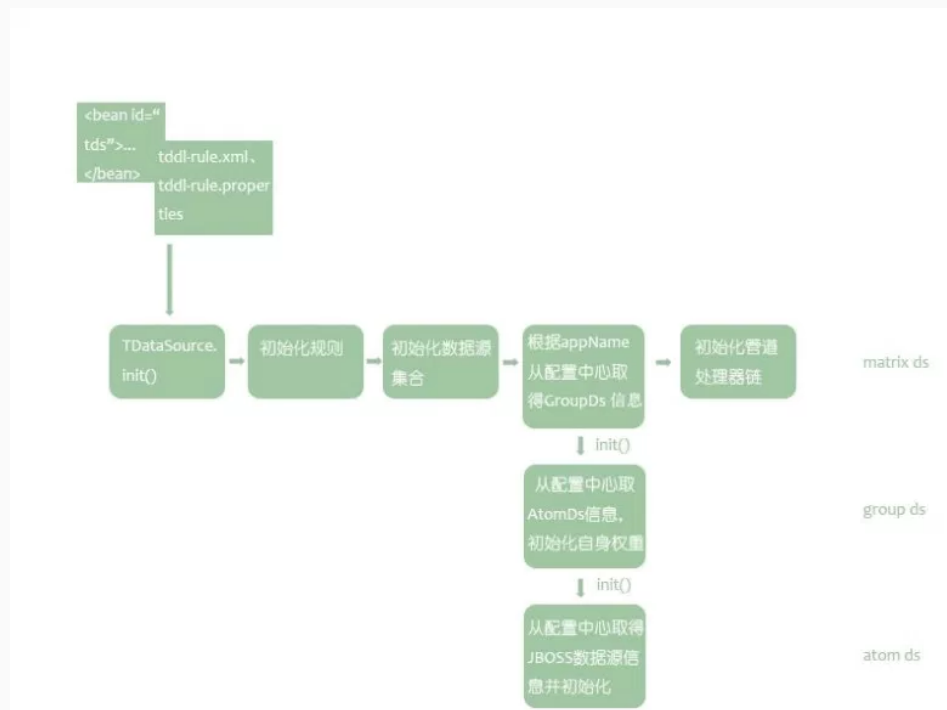 <bean id=“
tds”>...
</bean>
tddl-rule.xml、
tddl-rule.proper
ties
TDataSource.
init()
初始化规则
初始化数据源
集合
根据appName
从配置中心取
得GroupDs 信息
初始化管道
处理器链
matrix ds
init()
从配置中心取
AtomDs信息，
初始化自身权重
group ds
init()
从配置中心取得
JBOSS数据源信
息并初始化
atom ds